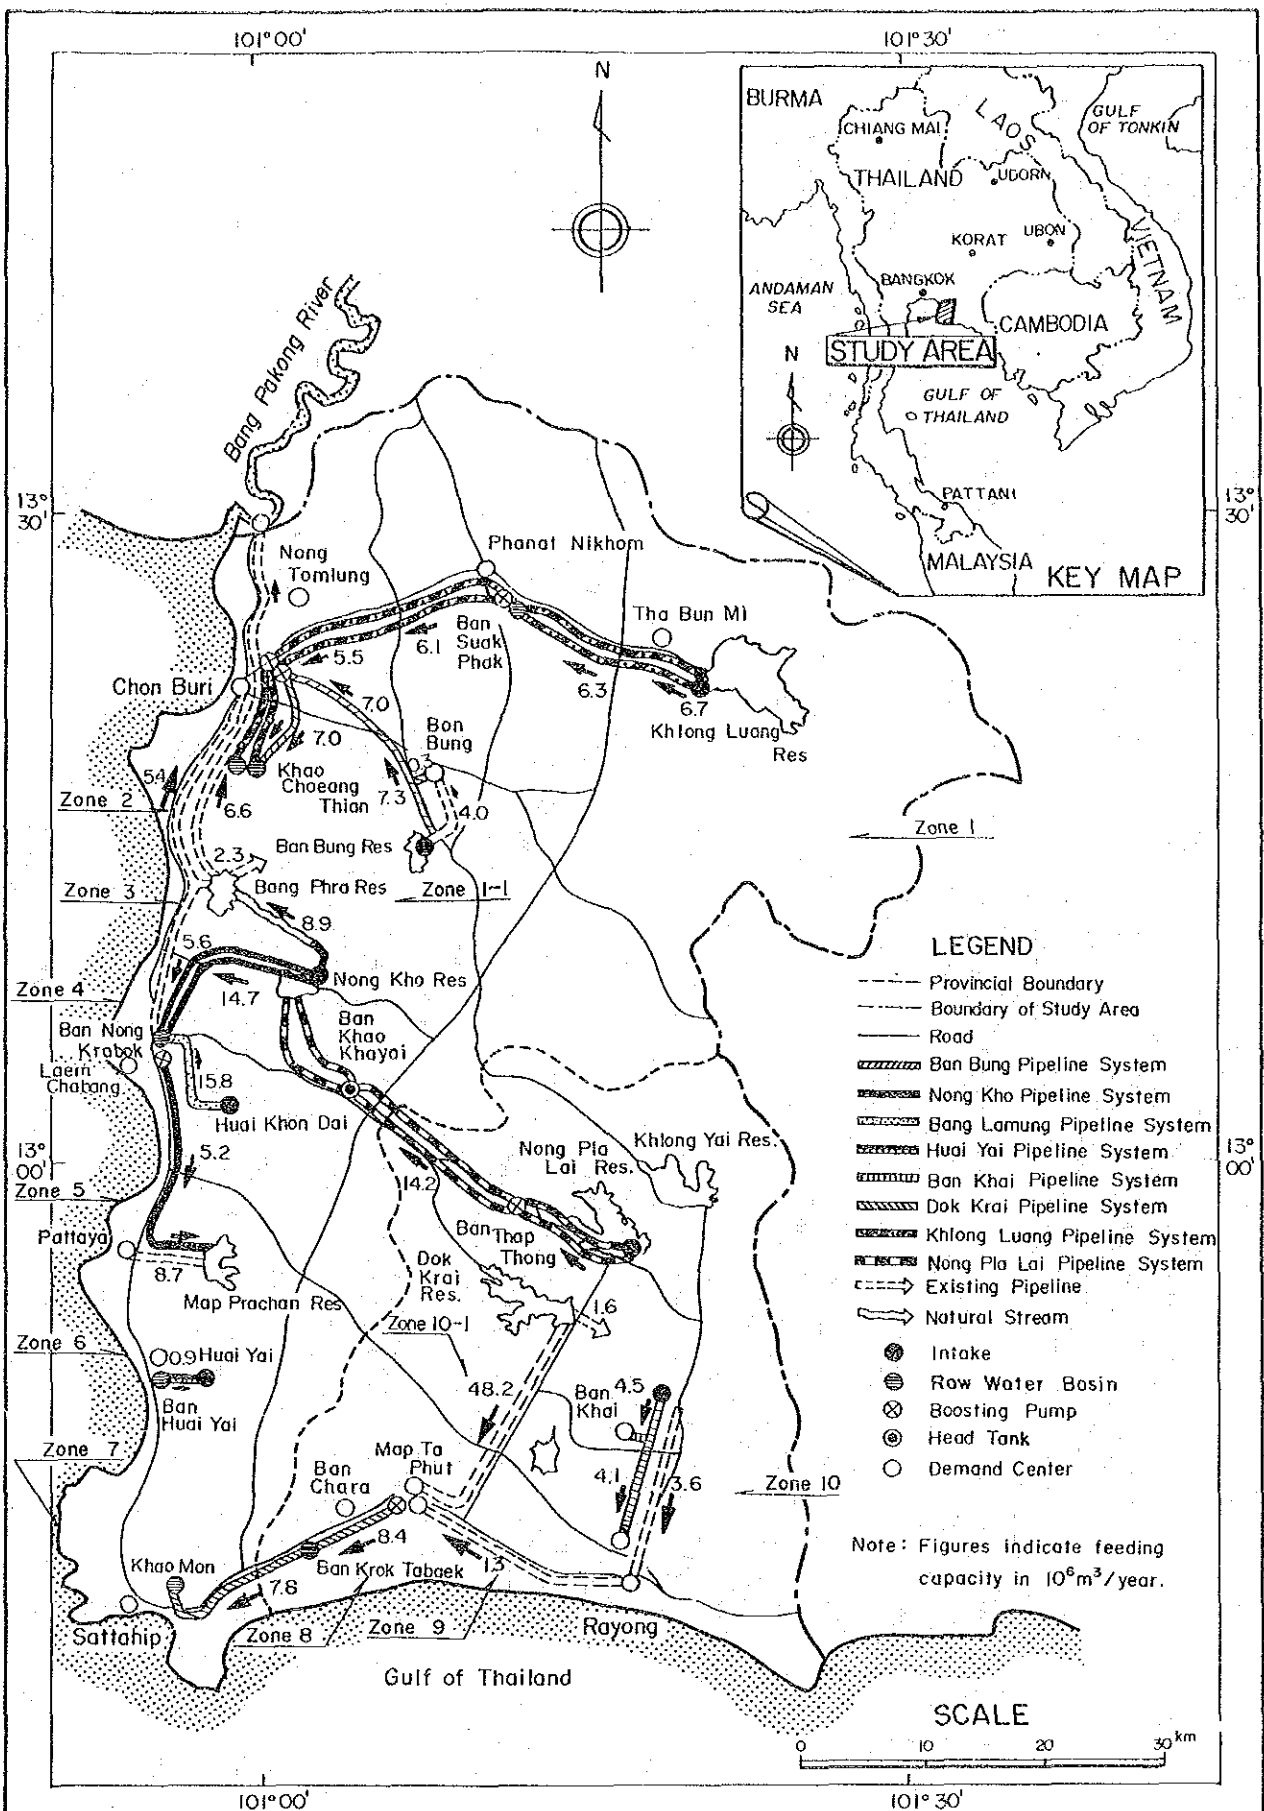 101° 00'
101° 30'
N
BURMA
CHIANG MAI
LAOS
GULF
OF TONKIN
THAILAND
UDORN
KORAT
UBON
VIETNAM
BANGKOK
ANDAMAN
SEA
CAMBODIA
STUDY AREA
N
GULF OF
THAILAND
PATTANI
MALAYSIA
KEY MAP
Bang Pakong River
13°
30'
13°
30'
Nong
Tomlung
Phanat Nikhom
Tha Bun Mi
Ban
Suak
Phak
6.1
5.5
6.3
6.7
Khlong Luang
Res
Chon Buri
7.0
7.0
Ban
Bung
0.3
Khao
Choeang
Thian
7.3
4.0
54
Zone 2
6.6
Zone 1
Ban Bung Res
2.3
Zone 3
Bang Phra Res
Zone 1-1
8.9
5.6
Nong Kho Res
14.7
Zone 4
Ban Nong
Krabok
Ban
Khao
Khayai
Laem
Chabang
15.8
Huai Khon Dai
5.2
13°
00'
13°
00'
Nong Pla
Lai Res.
Khlong Yai Res.
14.2
Zone 5
Pattaya
Ban
Thap
Thong
8.7
Dok
Krai
Res.
Map Prachan Res
1.6
Zone 10-1
Zone 6
0.9 Huai Yai
48.2
Ban
Khai
4.5
Ban
Huai Yai
Zone 7
Map Ta
Phut
Ban
Chara
4.1
3.6
Zone 10
8.4
Khao Mon
Ban Krok Tabaek
1.3
7.8
Sattahip
Zone 8
Zone 9
Rayong
Gulf of Thailand
LEGEND
Provincial Boundary
Boundary of Study Area
Road
Ban Bung Pipeline System
Nong Kho Pipeline System
Bang Lamung Pipeline System
Huai Yai Pipeline System
Ban Khai Pipeline System
Dok Krai Pipeline System
Khlong Luang Pipeline System
Nong Pla Lai Pipeline System
Existing Pipeline
Natural Stream
Intake
Raw Water Basin
Boosting Pump
Head Tank
Demand Center
Note: Figures indicate feeding
capacity in 10⁶m³/year.
SCALE
0 10 20 30 km
101° 00'
101° 30'